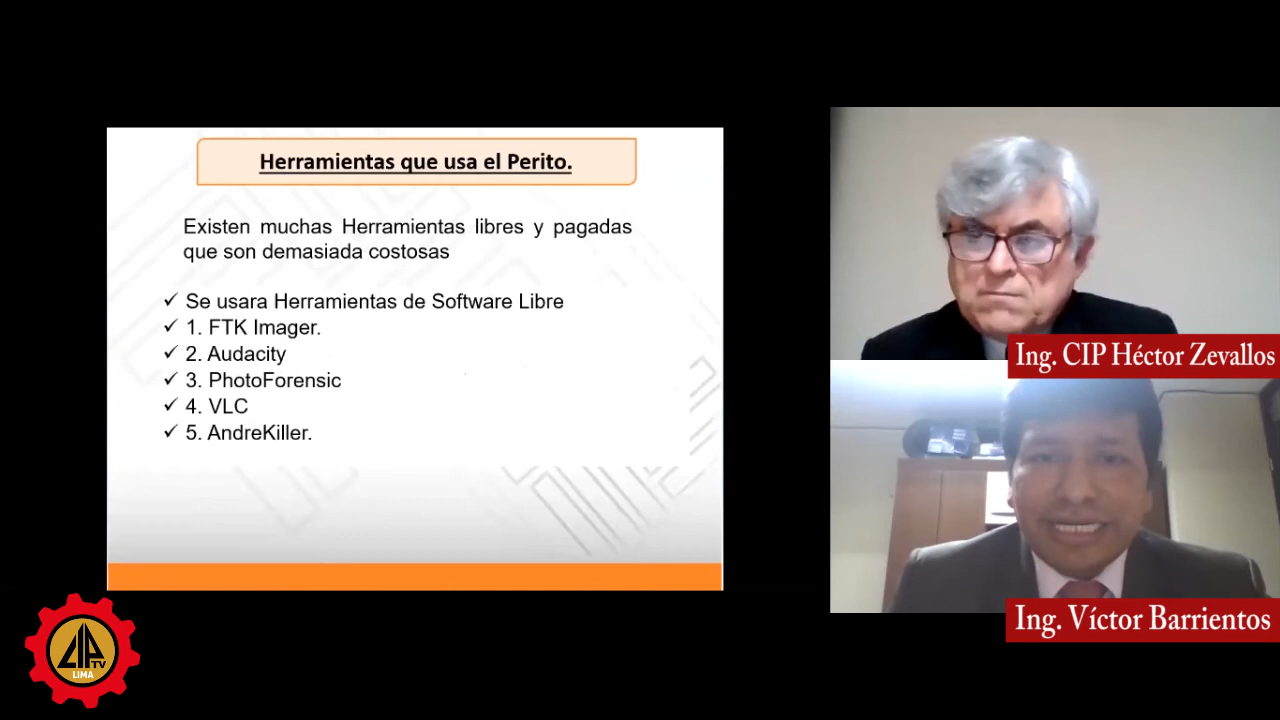 Herramientas que usa el Perito.
Existen muchas Herramientas libres y pagadas
que son demasiada costosas
✓ Se usara Herramientas de Software Libre
✓ 1. FTK Imager.
✓ 2. Audacity
✓ 3. PhotoForensic
✓ 4. VLC
✓ 5. AndreKiller.
Ing. CIP Héctor Zevallos
Ing. Víctor Barrientos
CIP
TV
LIMA